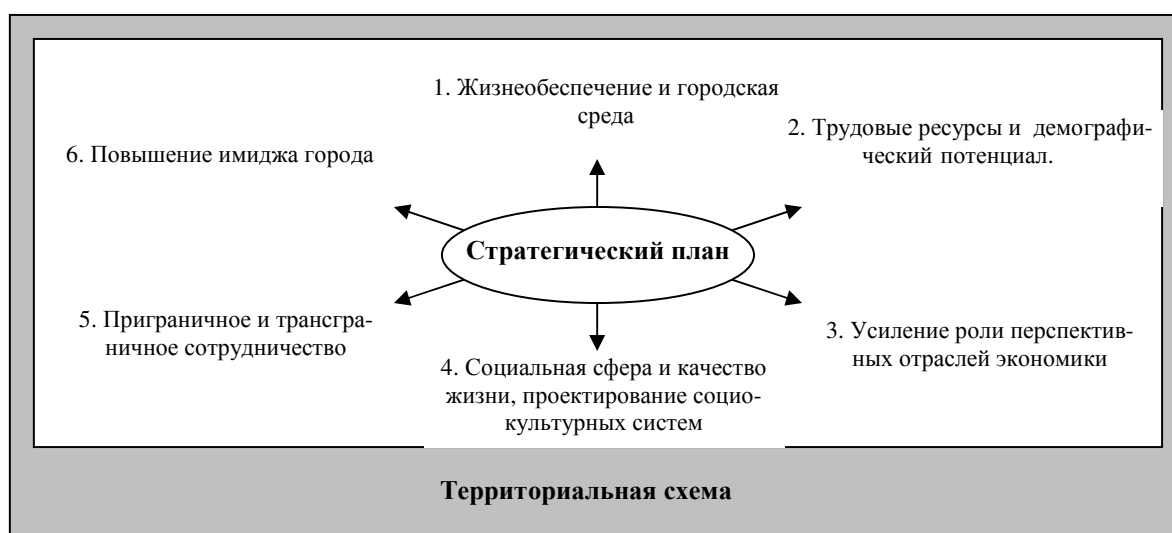 1. Жизнеобеспечение и городская
среда
2. Трудовые ресурсы и демографи-
ческий потенциал.
6. Повышение имиджа города
Стратегический план
5. Приграничное и трансгра-
ничное сотрудничество
3. Усиление роли перспектив-
ных отраслей экономики
4. Социальная сфера и качество
жизни, проектирование социо-
культурных систем
Территориальная схема